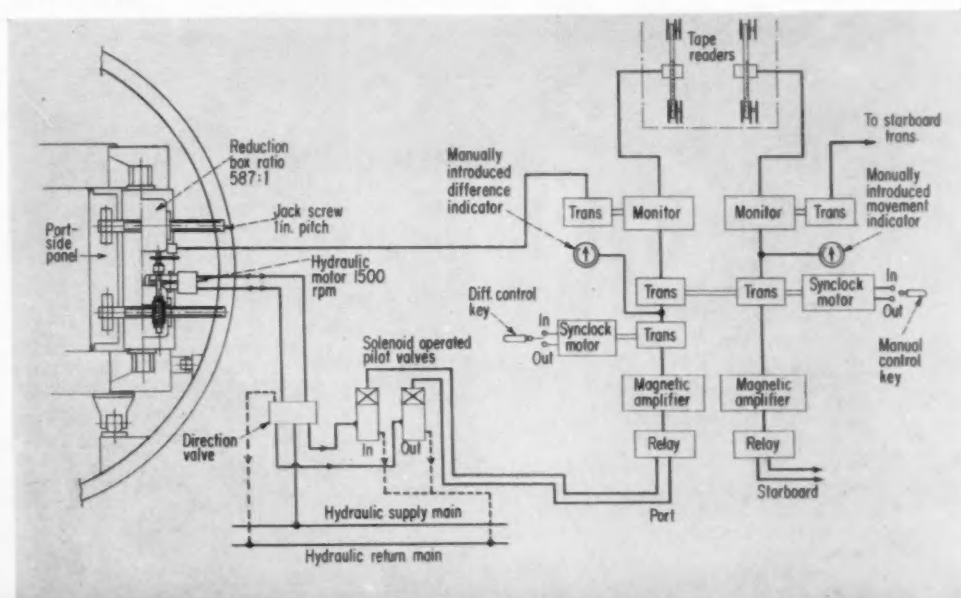 Tape
readers
To starboard
trans.
Reduction
box ratio
587:1
Manually
introduced
difference
indicator
Manually
introduced
movement
indicator
Trans
Monitor
Monitor
Trans
Jack screw
1in. pitch
Port-
side
panel
Hydraulic
motor 1500
rpm
Trans
Trans
Synclock
motor
In
Out
Manual
control
key
Diff. control
key
In
Out
Synclock
motor
Trans
Solenoid operated
pilot valves
Magnetic
amplifier
Magnetic
amplifier
Direction
valve
In
Out
Relay
Relay
Starboard
Port
Hydraulic supply main
Hydraulic return main